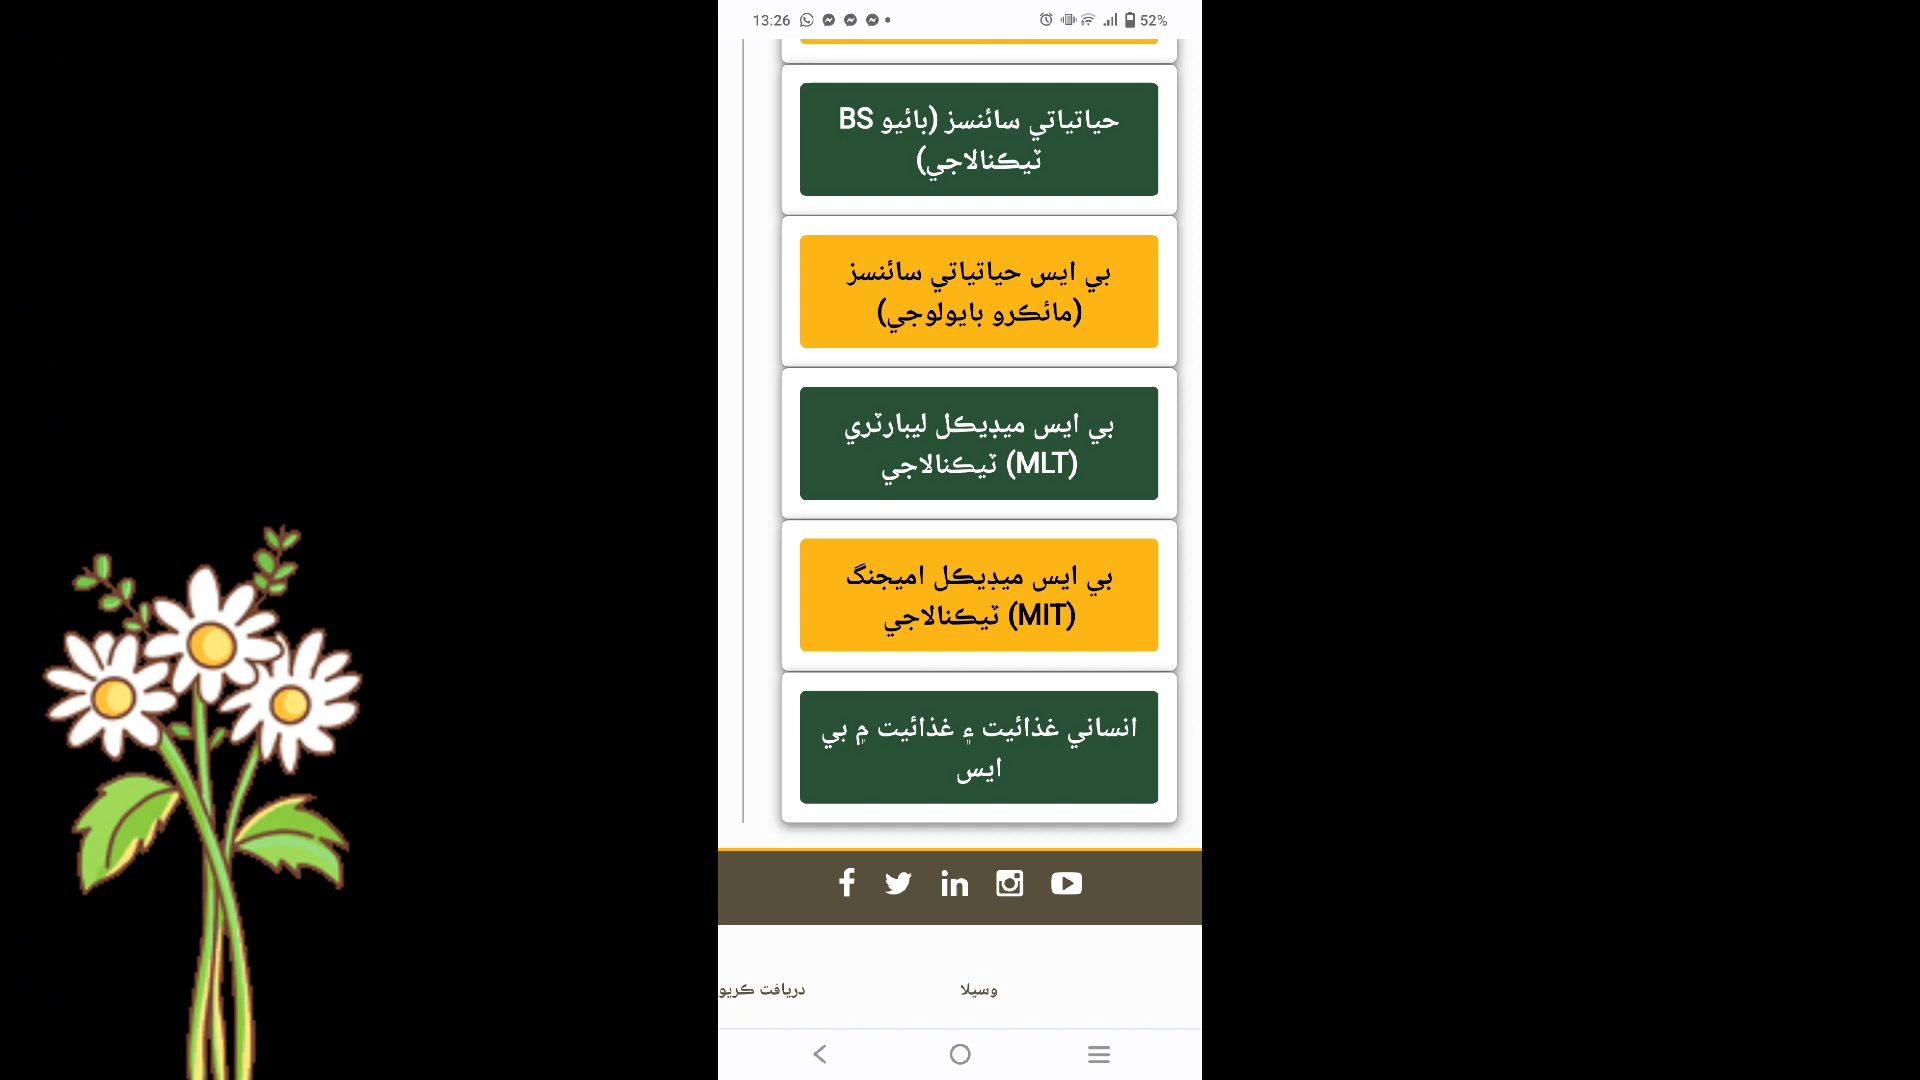 13:26
52%
حياتياتي سائنسز (بائيو BS
ٽيڪنالاجي)
بي ايس حياتياتي سائنسز
(مائڪرو بايولوجي)
بي ايس ميڊيڪل ليبارٽري
(MLT) ٽيڪنالاجي
بي ايس ميڊيڪل اميجنگ
(MIT) ٽيڪنالاجي
انساني غذائيت ۽ غذائيت ۾ بي
ايس
وسيلا
دريافت ڪريو